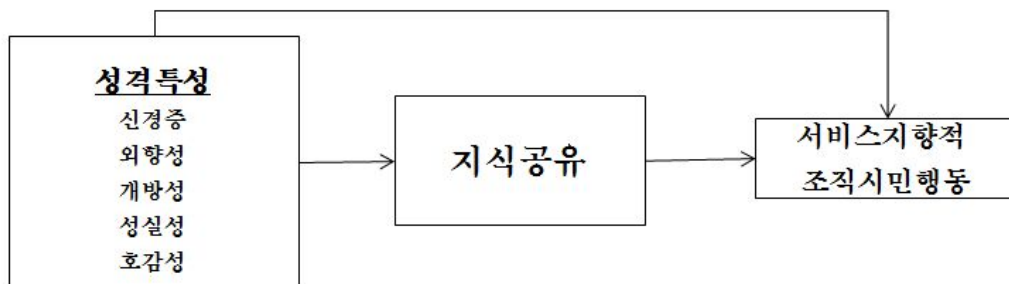 성격특성
신경증
외향성
개방성
성실성
호감성
지식공유
서비스지향적
조직시민행동